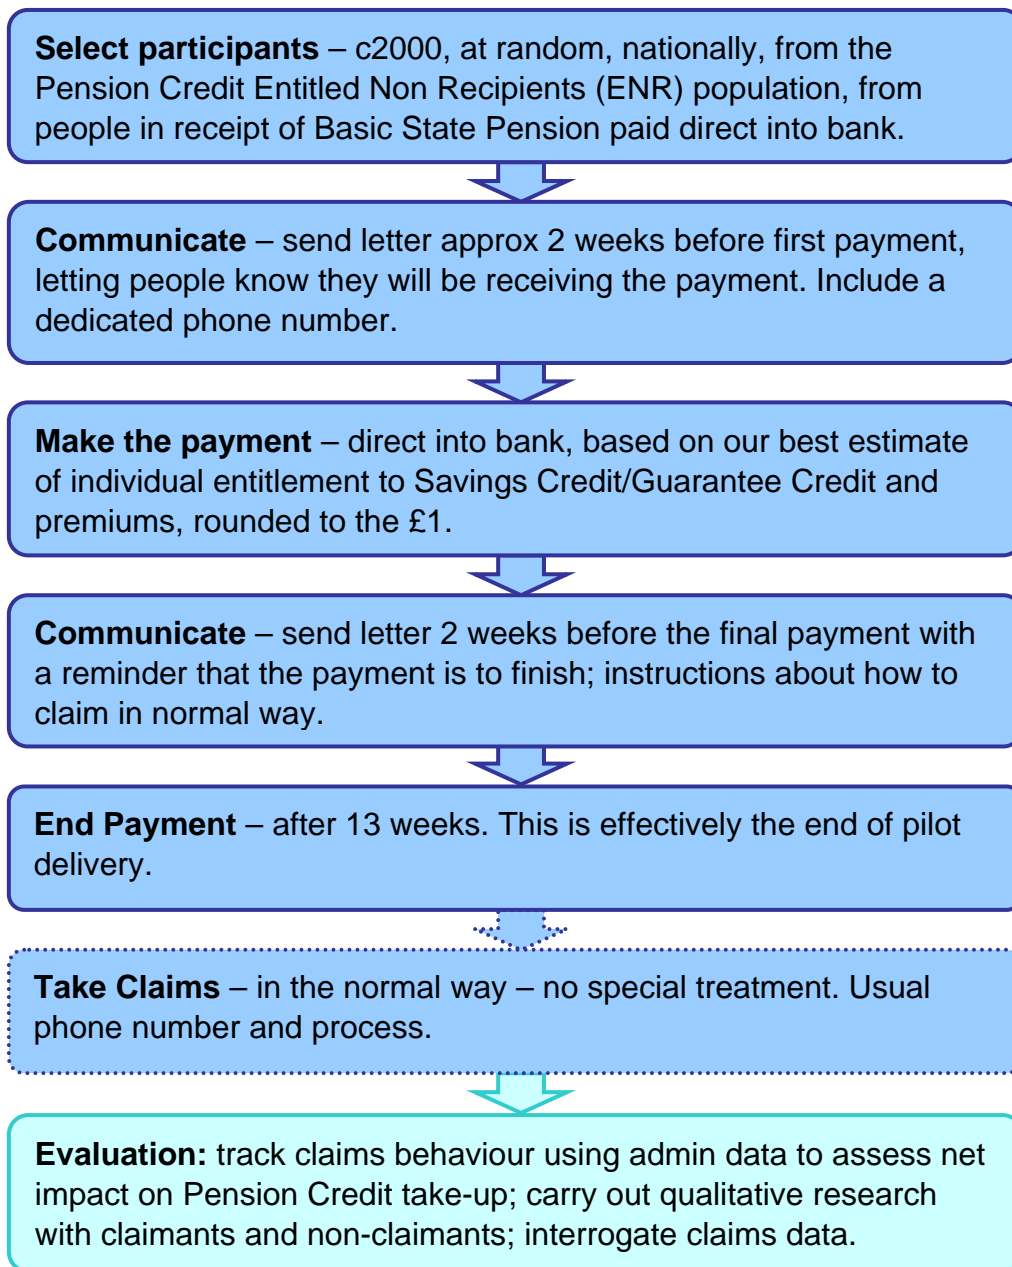 Select participants – c2000, at random, nationally, from the
Pension Credit Entitled Non Recipients (ENR) population, from
people in receipt of Basic State Pension paid direct into bank.
Communicate – send letter approx 2 weeks before first payment,
letting people know they will be receiving the payment. Include a
dedicated phone number.
Make the payment – direct into bank, based on our best estimate
of individual entitlement to Savings Credit/Guarantee Credit and
premiums, rounded to the £1.
Communicate – send letter 2 weeks before the final payment with
a reminder that the payment is to finish; instructions about how to
claim in normal way.
End Payment – after 13 weeks. This is effectively the end of pilot
delivery.
Take Claims – in the normal way – no special treatment. Usual
phone number and process.
Evaluation: track claims behaviour using admin data to assess net
impact on Pension Credit take-up; carry out qualitative research
with claimants and non-claimants; interrogate claims data.